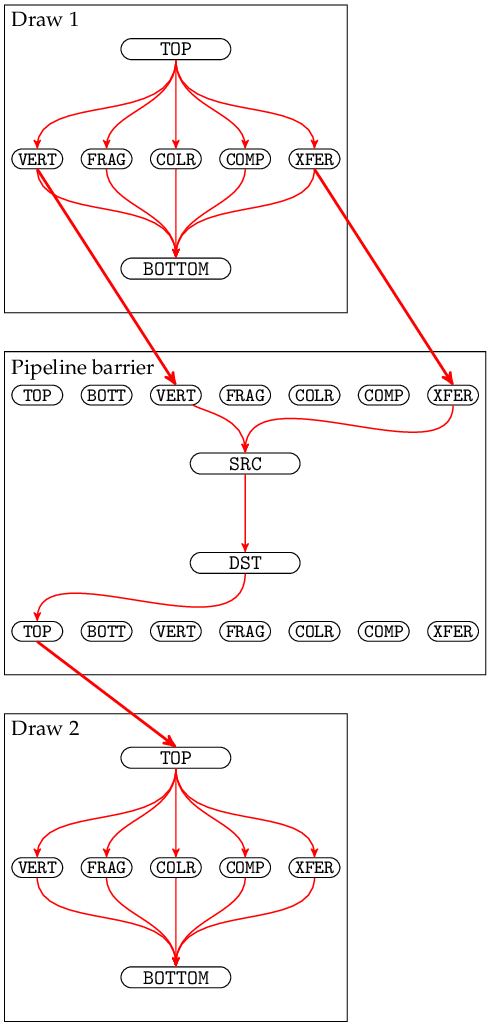 Draw 1
TOP
VERT FRAG COLR COMP XFER
BOTTOM
Pipeline barrier
TOP BOTT VERT FRAG COLR COMP XFER
SRC
DST
TOP BOTT VERT FRAG COLR COMP XFER
Draw 2
TOP
VERT FRAG COLR COMP XFER
BOTTOM